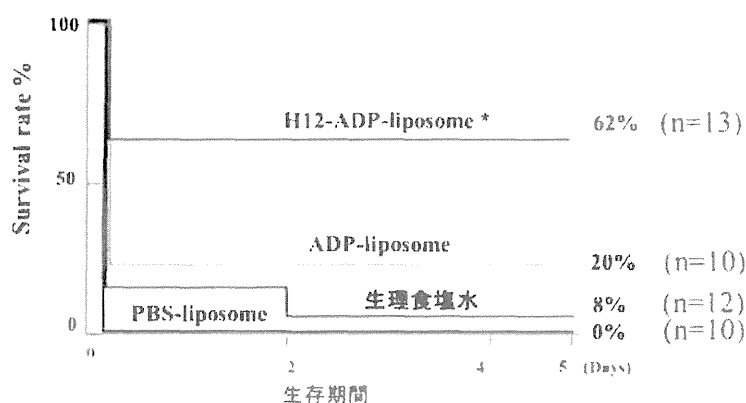 Survival rate %
100
50
0
H12-ADP-liposome *
62% (n=13)
ADP-liposome
20% (n=10)
PBS-liposome
生理食塩水
8% (n=12)
0% (n=10)
0 2 4 5 (Days)
生存期間